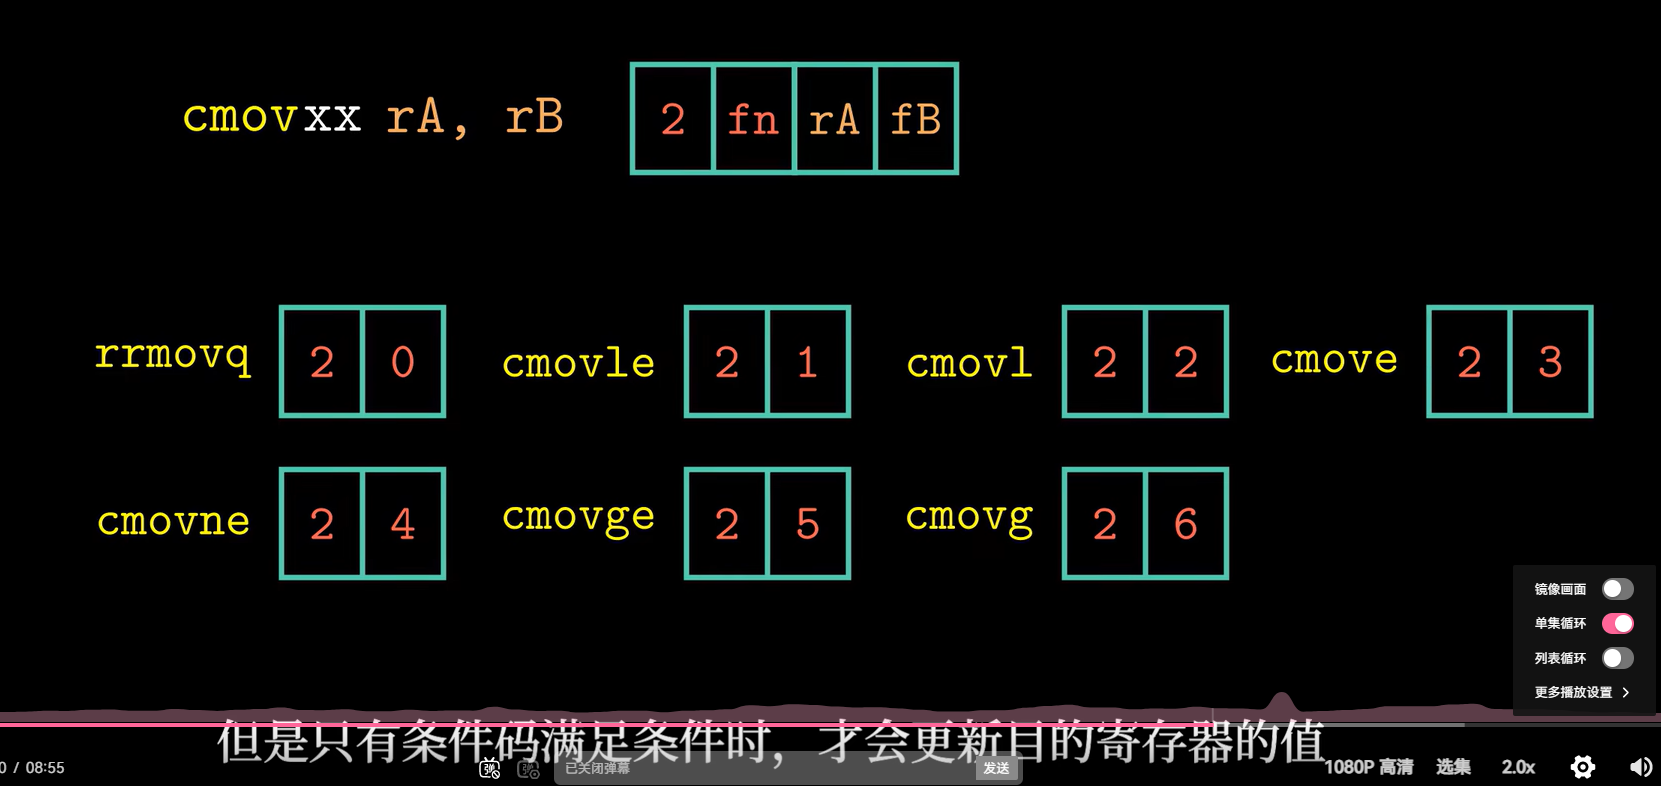 cmovxx rA, rB 2 fn rA fB
rrmovq 2 0 cmovle 2 1 cmovl 2 2 cmove 2 3
cmovne 2 4 cmovge 2 5 cmovg 2 6
镜像画面
单集循环
列表循环
更多播放设置
但是只有条件码满足条件时，才会更新目的寄存器的值
0 / 08:55 弹 弹 已关闭弹幕 发送 1080P 高清 选集 2.0x